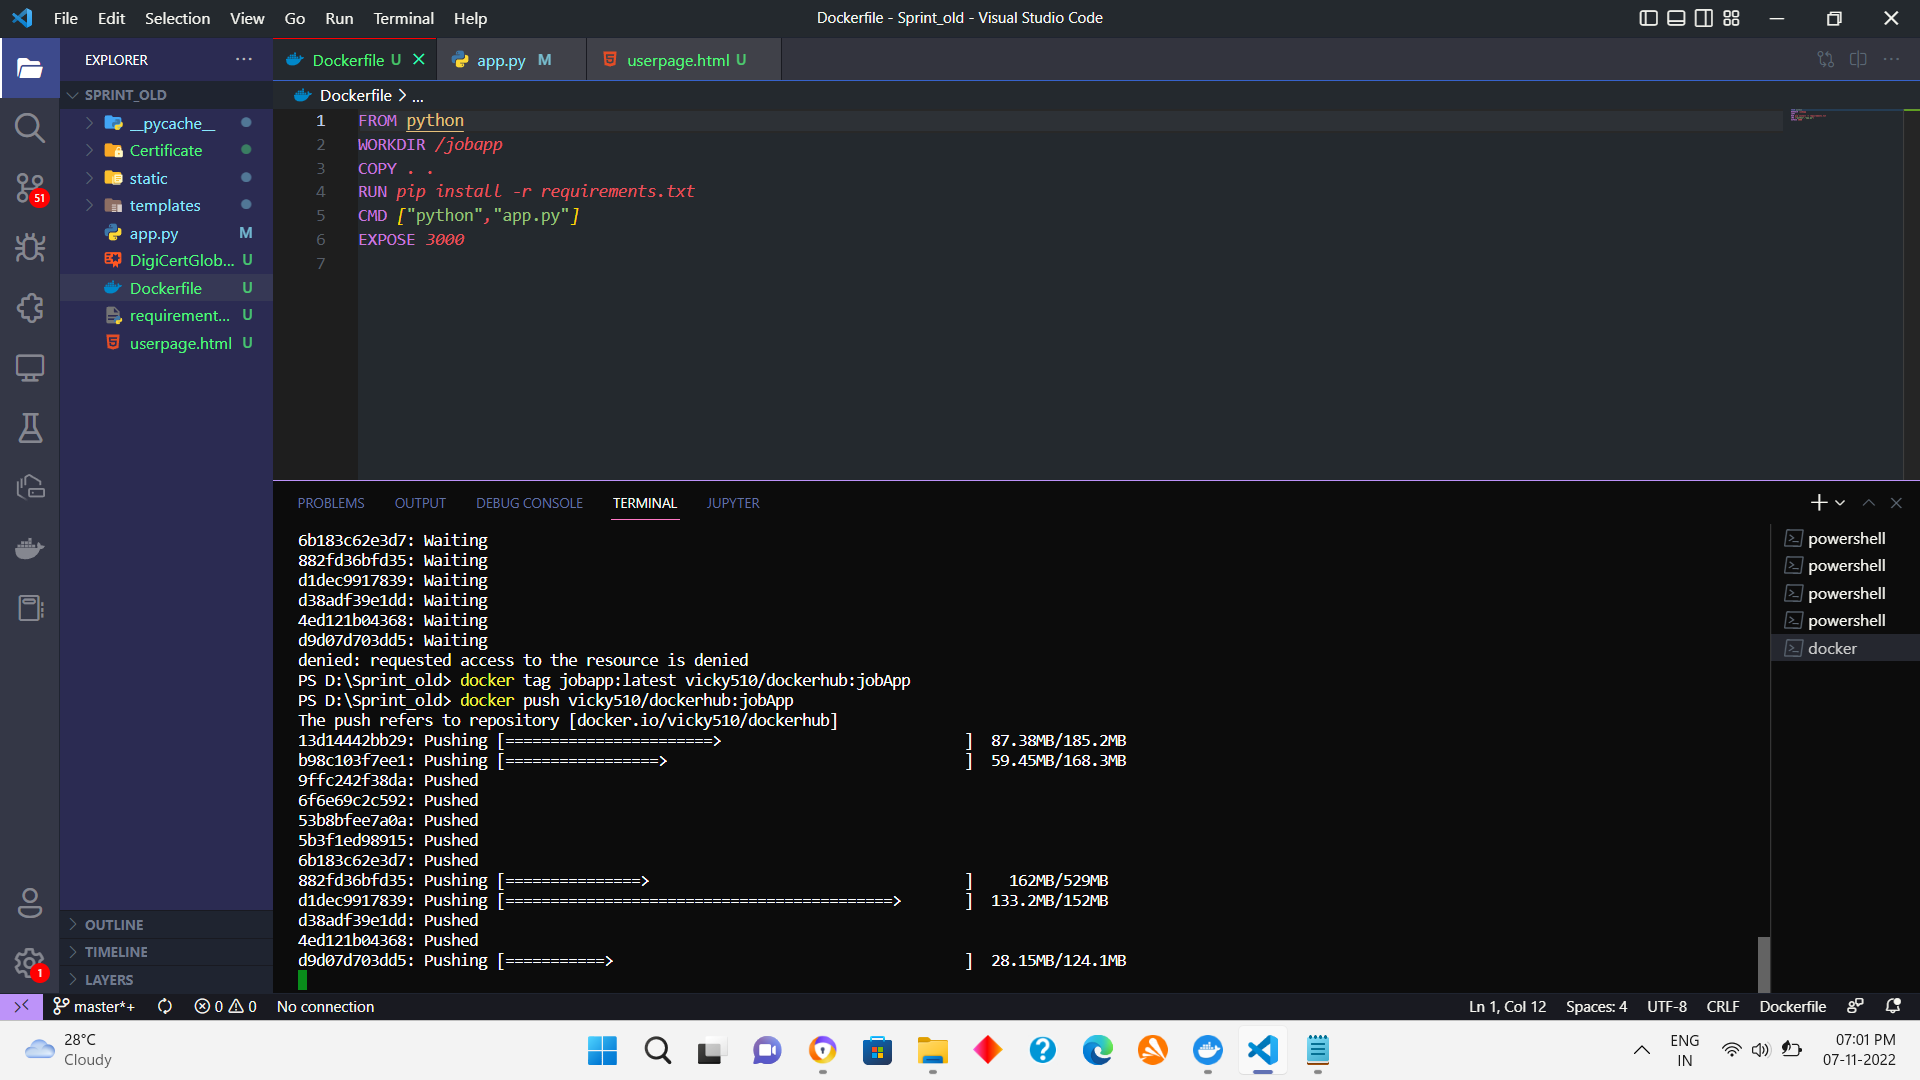 File Edit Selection View Go Run Terminal Help
Dockerfile - Sprint_old - Visual Studio Code
EXPLORER
Dockerfile U
app.py M
userpage.html U
SPRINT_OLD
__pycache__
Certificate
static
templates
app.py M
DigiCertGlob... U
Dockerfile U
requirement... U
userpage.html U
OUTLINE
TIMELINE
LAYERS
51
1
Dockerfile > ...
1 FROM python
2 WORKDIR /jobapp
3 COPY . .
4 RUN pip install -r requirements.txt
5 CMD ["python","app.py"]
6 EXPOSE 3000
7
PROBLEMS OUTPUT DEBUG CONSOLE TERMINAL JUPYTER
6b183c62e3d7: Waiting
882fd36bfd35: Waiting
d1dec9917839: Waiting
d38adf39e1dd: Waiting
4ed121b04368: Waiting
d9d07d703dd5: Waiting
denied: requested access to the resource is denied
PS D:\Sprint_old> docker tag jobapp:latest vicky510/dockerhub:jobApp
PS D:\Sprint_old> docker push vicky510/dockerhub:jobApp
The push refers to repository [docker.io/vicky510/dockerhub]
13d14442bb29: Pushing [=======================>                           ]  87.38MB/185.2MB
b98c103f7ee1: Pushing [=================>                                 ]  59.45MB/168.3MB
9ffc242f38da: Pushed
6f6e69c2c592: Pushed
53b8bfee7a0a: Pushed
5b3f1ed98915: Pushed
6b183c62e3d7: Pushed
882fd36bfd35: Pushing [===============>                                   ]    162MB/529MB
d1dec9917839: Pushing [===========================================>       ]  133.2MB/152MB
d38adf39e1dd: Pushed
4ed121b04368: Pushed
d9d07d703dd5: Pushing [===========>                                       ]  28.15MB/124.1MB
powershell
powershell
powershell
powershell
docker
master*+ 0 0 No connection
Ln 1, Col 12 Spaces: 4 UTF-8 CRLF Dockerfile
28°C
Cloudy
ENG
IN
07:01 PM
07-11-2022